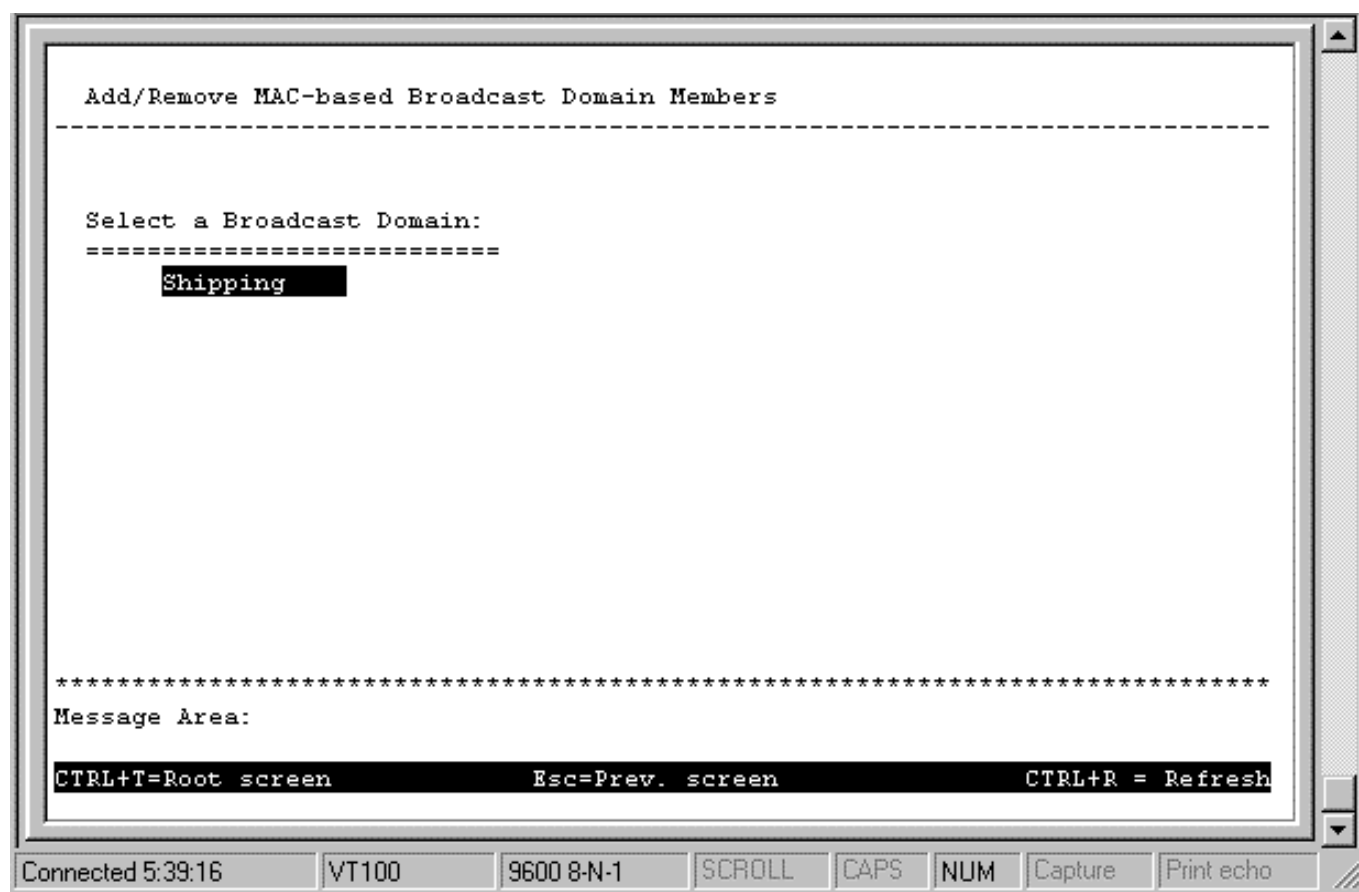 Add/Remove MAC-based Broadcast Domain Members
-------------------------------------------------------------------------------
Select a Broadcast Domain:
===========================
Shipping
*******************************************************************************
Message Area:
CTRL+T=Root screen Esc=Prev. screen CTRL+R = Refresh
Connected 5:39:16 VT100 9600 8-N-1 SCROLL CAPS NUM Capture Print echo